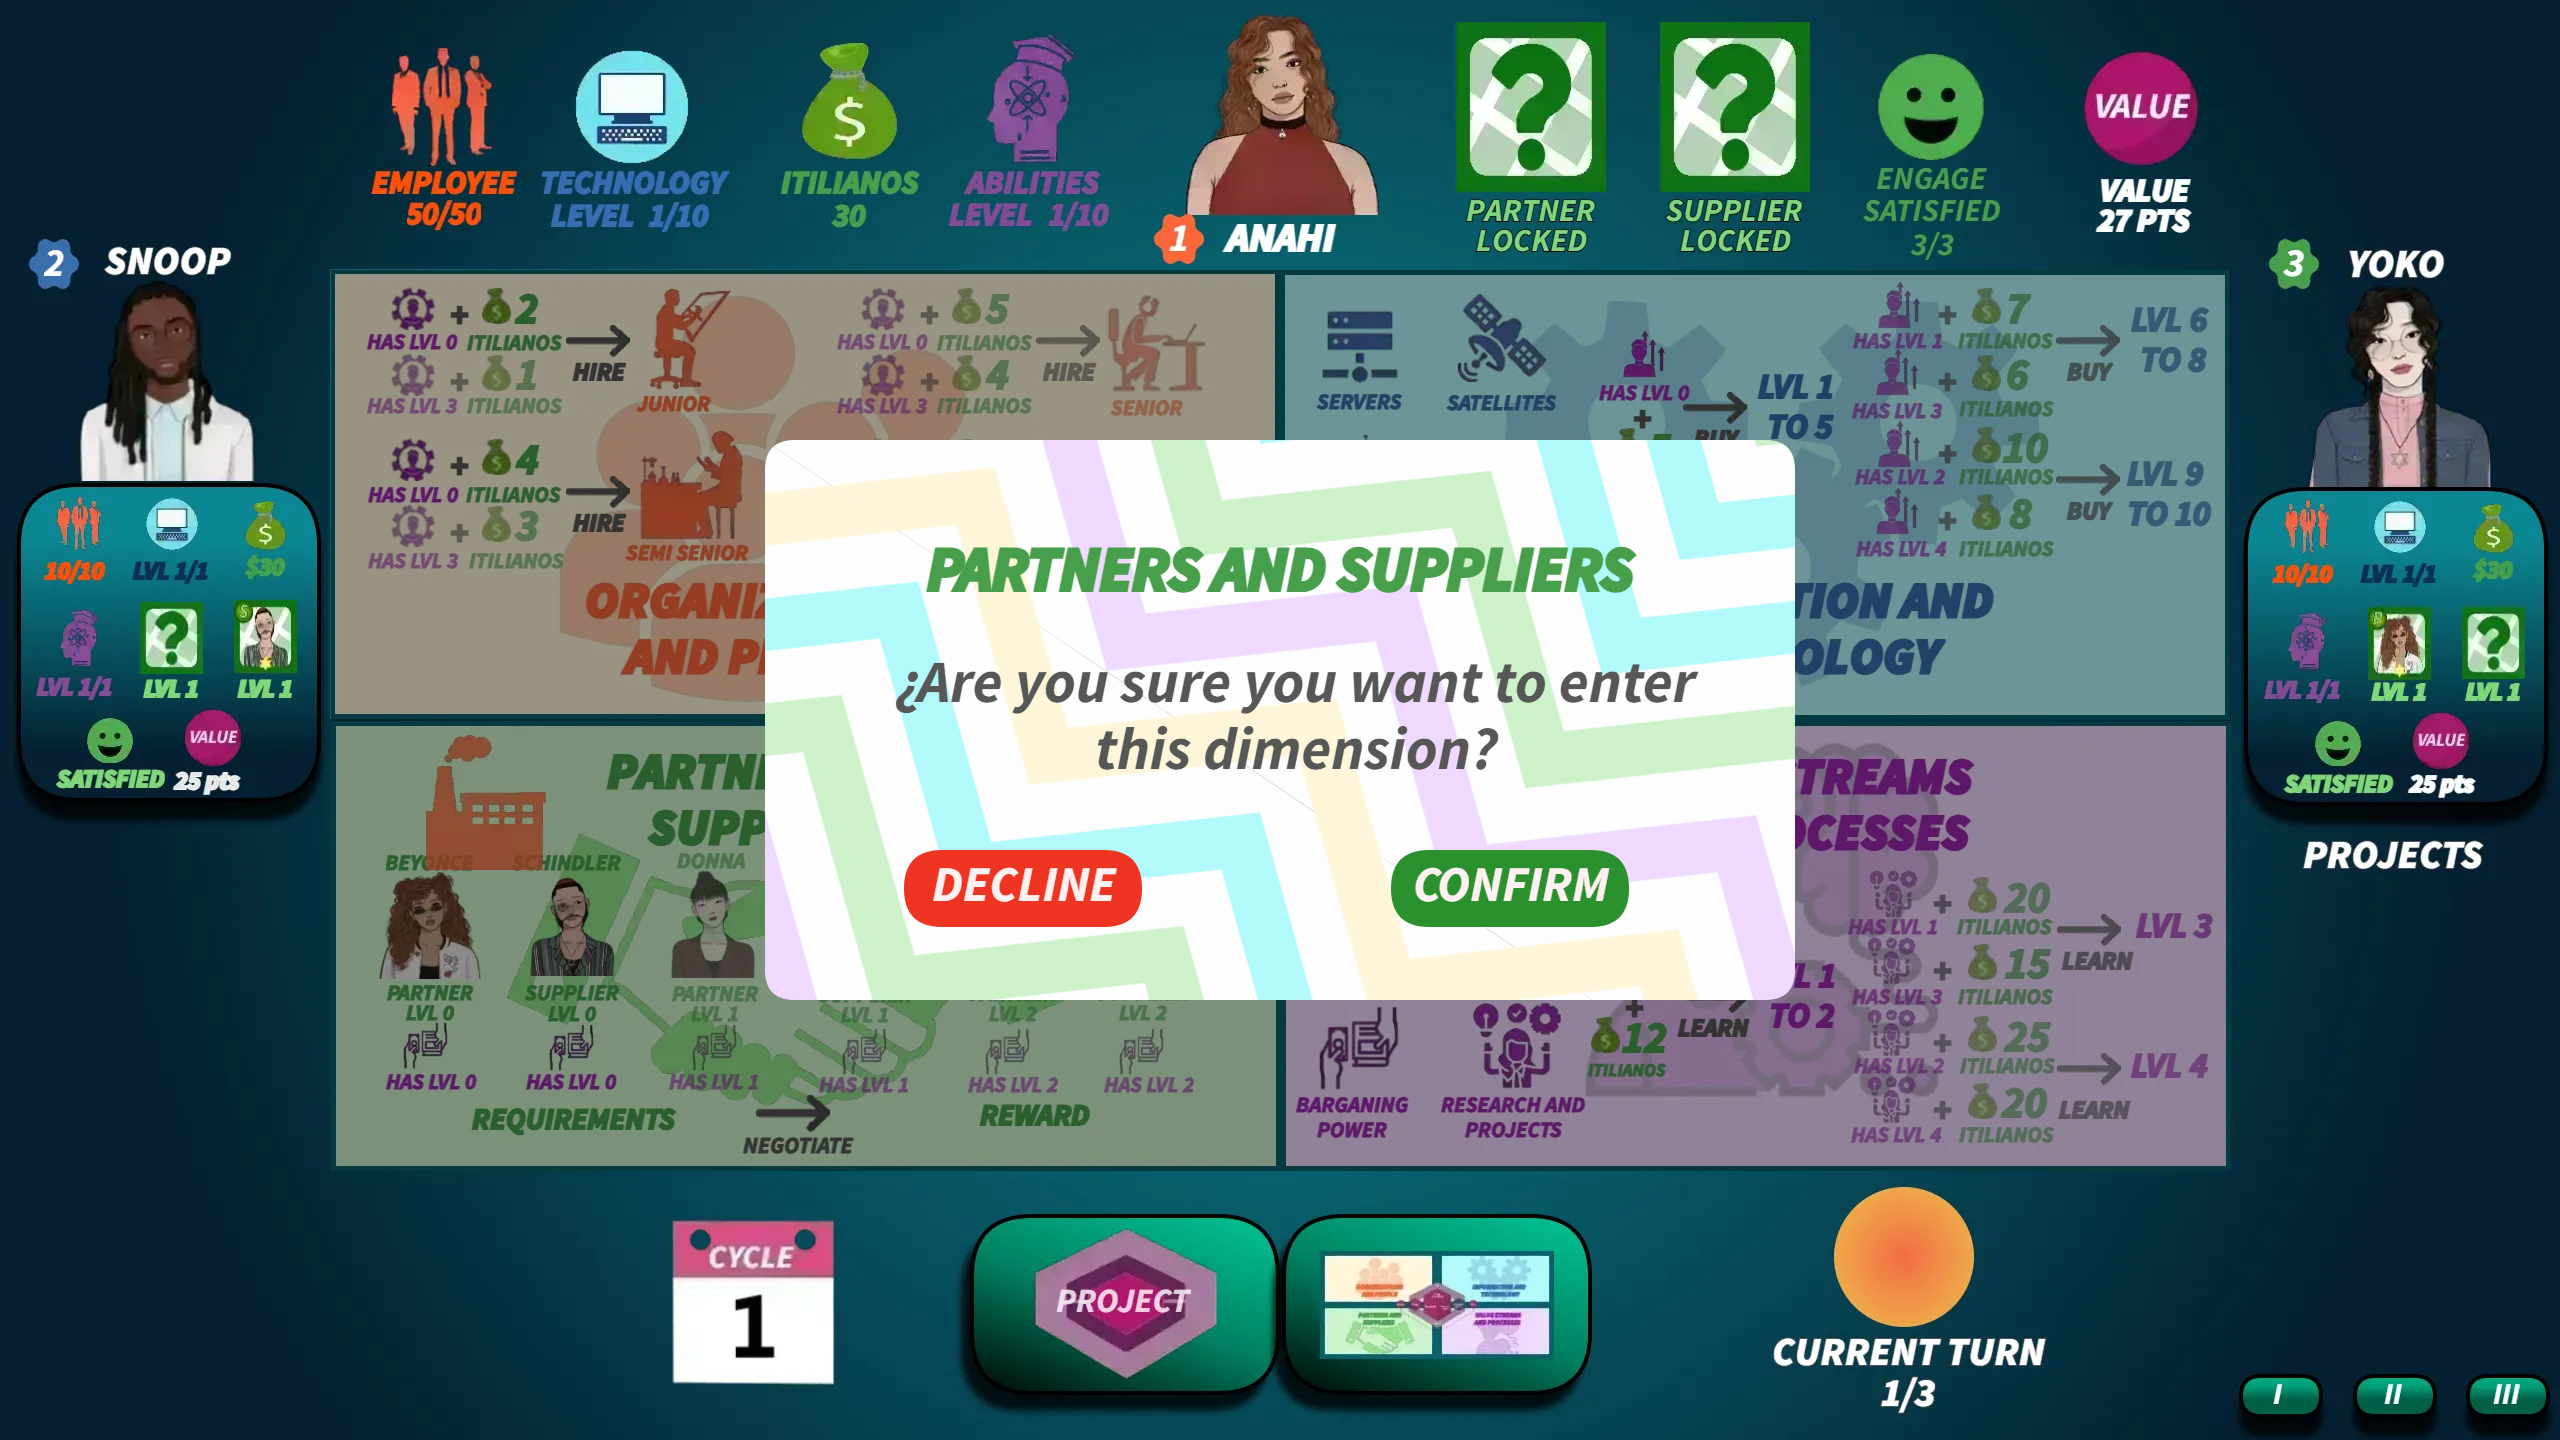 EMPLOYEE
50/50
TECHNOLOGY
LEVEL 1/10
$
ITILIANOS
30
ABILITIES
LEVEL 1/10
1 ANAHI
?
PARTNER
LOCKED
?
SUPPLIER
LOCKED
ENGAGE
SATISFIED
3/3
VALUE
VALUE
27 PTS
2 SNOOP
10/10
LVL 1/1
$30
LVL 1/1
LVL 1
LVL 1
SATISFIED
VALUE
25 pts
3 YOKO
10/10
LVL 1/1
$30
LVL 1/1
LVL 1
LVL 1
SATISFIED
VALUE
25 pts
PROJECTS
HAS LVL 0 + 2 ITILIANOS
HAS LVL 3 + 1 ITILIANOS
HIRE
JUNIOR
HAS LVL 0 + 5 ITILIANOS
HAS LVL 3 + 4 ITILIANOS
HIRE
SENIOR
HAS LVL 0 + 4 ITILIANOS
HAS LVL 3 + 3 ITILIANOS
HIRE
SEMI SENIOR
AND
SERVERS
SATELLITES
HAS LVL 0
+
BUY
LVL 1
TO 5
HAS LVL 1 + 7 ITILIANOS
HAS LVL 3 + 6 ITILIANOS
BUY
LVL 6
TO 8
HAS LVL 2 + 10 ITILIANOS
HAS LVL 4 + 8 ITILIANOS
BUY
LVL 9
TO 10
AND
PARTNERS AND SUPPLIERS
¿Are you sure you want to enter
this dimension?
DECLINE
CONFIRM
BEYONCE
SCHINDLER
DONNA
PARTNER
LVL 0
SUPPLIER
LVL 0
PARTNER
LVL 1
LVL 1
LVL 2
LVL 2
HAS LVL 0
HAS LVL 0
HAS LVL 1
HAS LVL 1
HAS LVL 2
HAS LVL 2
REQUIREMENTS
NEGOTIATE
REWARD
BARGANING
POWER
RESEARCH AND
PROJECTS
+
12
ITILIANOS
LEARN
TO 2
HAS LVL 1 + 20 ITILIANOS
HAS LVL 3 + 15 ITILIANOS
LEARN
LVL 3
HAS LVL 2 + 25 ITILIANOS
HAS LVL 4 + 20 ITILIANOS
LEARN
LVL 4
CYCLE
1
PROJECT
CURRENT TURN
1/3
I
II
III